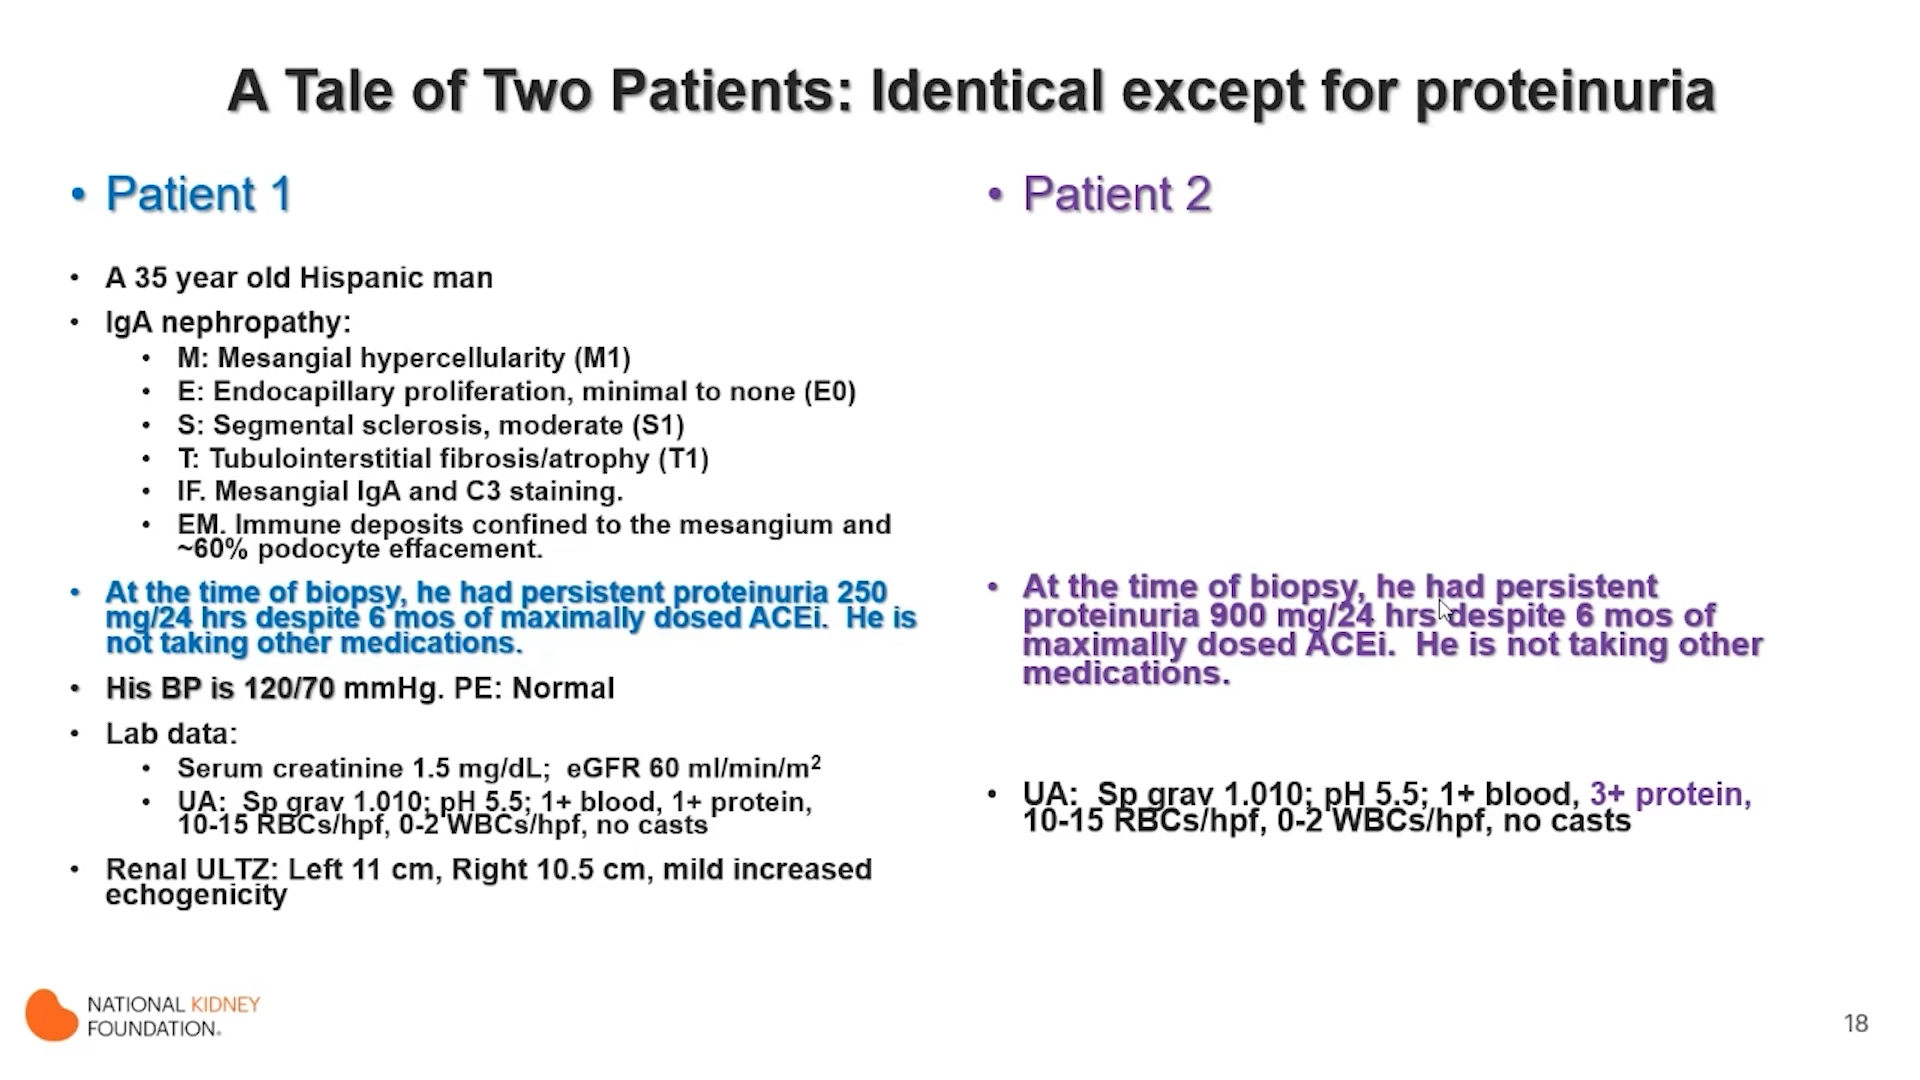 A Tale of Two Patients: Identical except for proteinuria
• Patient 1
• A 35 year old Hispanic man
• IgA nephropathy:
• M: Mesangial hypercellularity (M1)
• E: Endocapillary proliferation, minimal to none (E0)
• S: Segmental sclerosis, moderate (S1)
• T: Tubulointerstitial fibrosis/atrophy (T1)
• IF. Mesangial IgA and C3 staining.
• EM. Immune deposits confined to the mesangium and
~60% podocyte effacement.
• At the time of biopsy, he had persistent proteinuria 250
mg/24 hrs despite 6 mos of maximally dosed ACEi. He is
not taking other medications.
• His BP is 120/70 mmHg. PE: Normal
• Lab data:
• Serum creatinine 1.5 mg/dL; eGFR 60 ml/min/m²
• UA: Sp grav 1.010; pH 5.5; 1+ blood, 1+ protein,
10-15 RBCs/hpf, 0-2 WBCs/hpf, no casts
• Renal ULTZ: Left 11 cm, Right 10.5 cm, mild increased
echogenicity
• Patient 2
• At the time of biopsy, he had persistent
proteinuria 900 mg/24 hrs despite 6 mos of
maximally dosed ACEi. He is not taking other
medications.
• UA: Sp grav 1.010; pH 5.5; 1+ blood, 3+ protein,
10-15 RBCs/hpf, 0-2 WBCs/hpf, no casts
NATIONAL KIDNEY
FOUNDATION.
18